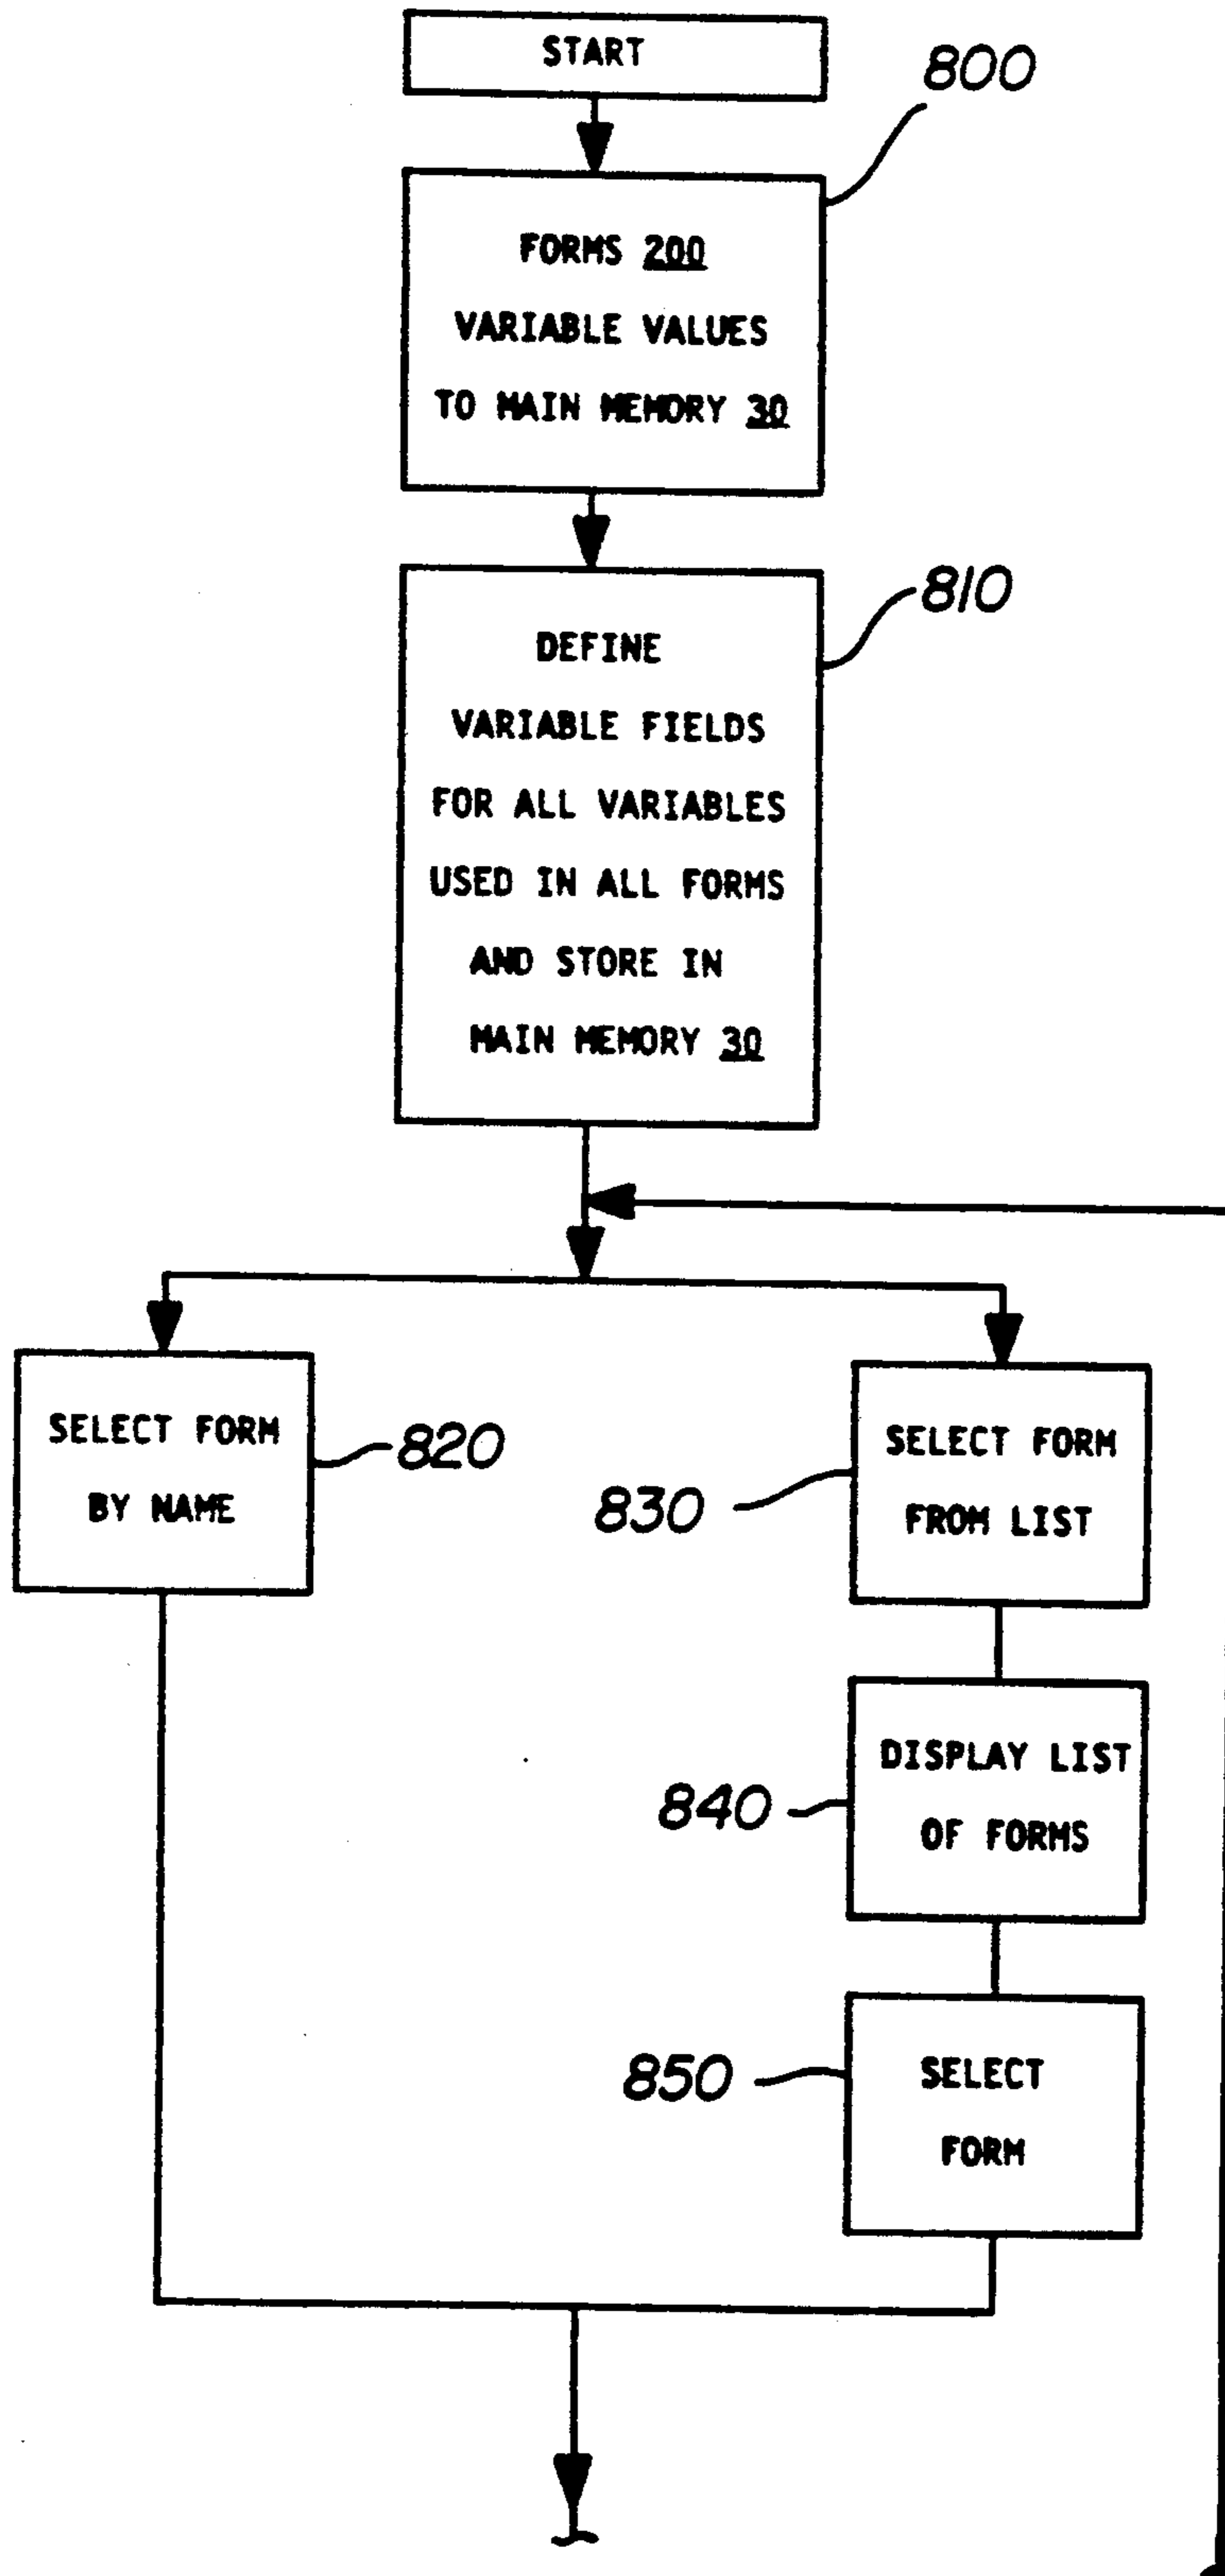 START
800
FORMS 200
VARIABLE VALUES
TO MAIN MEMORY 30
810
DEFINE
VARIABLE FIELDS
FOR ALL VARIABLES
USED IN ALL FORMS
AND STORE IN
MAIN MEMORY 30
SELECT FORM
BY NAME
820
830
SELECT FORM
FROM LIST
840
DISPLAY LIST
OF FORMS
850
SELECT
FORM